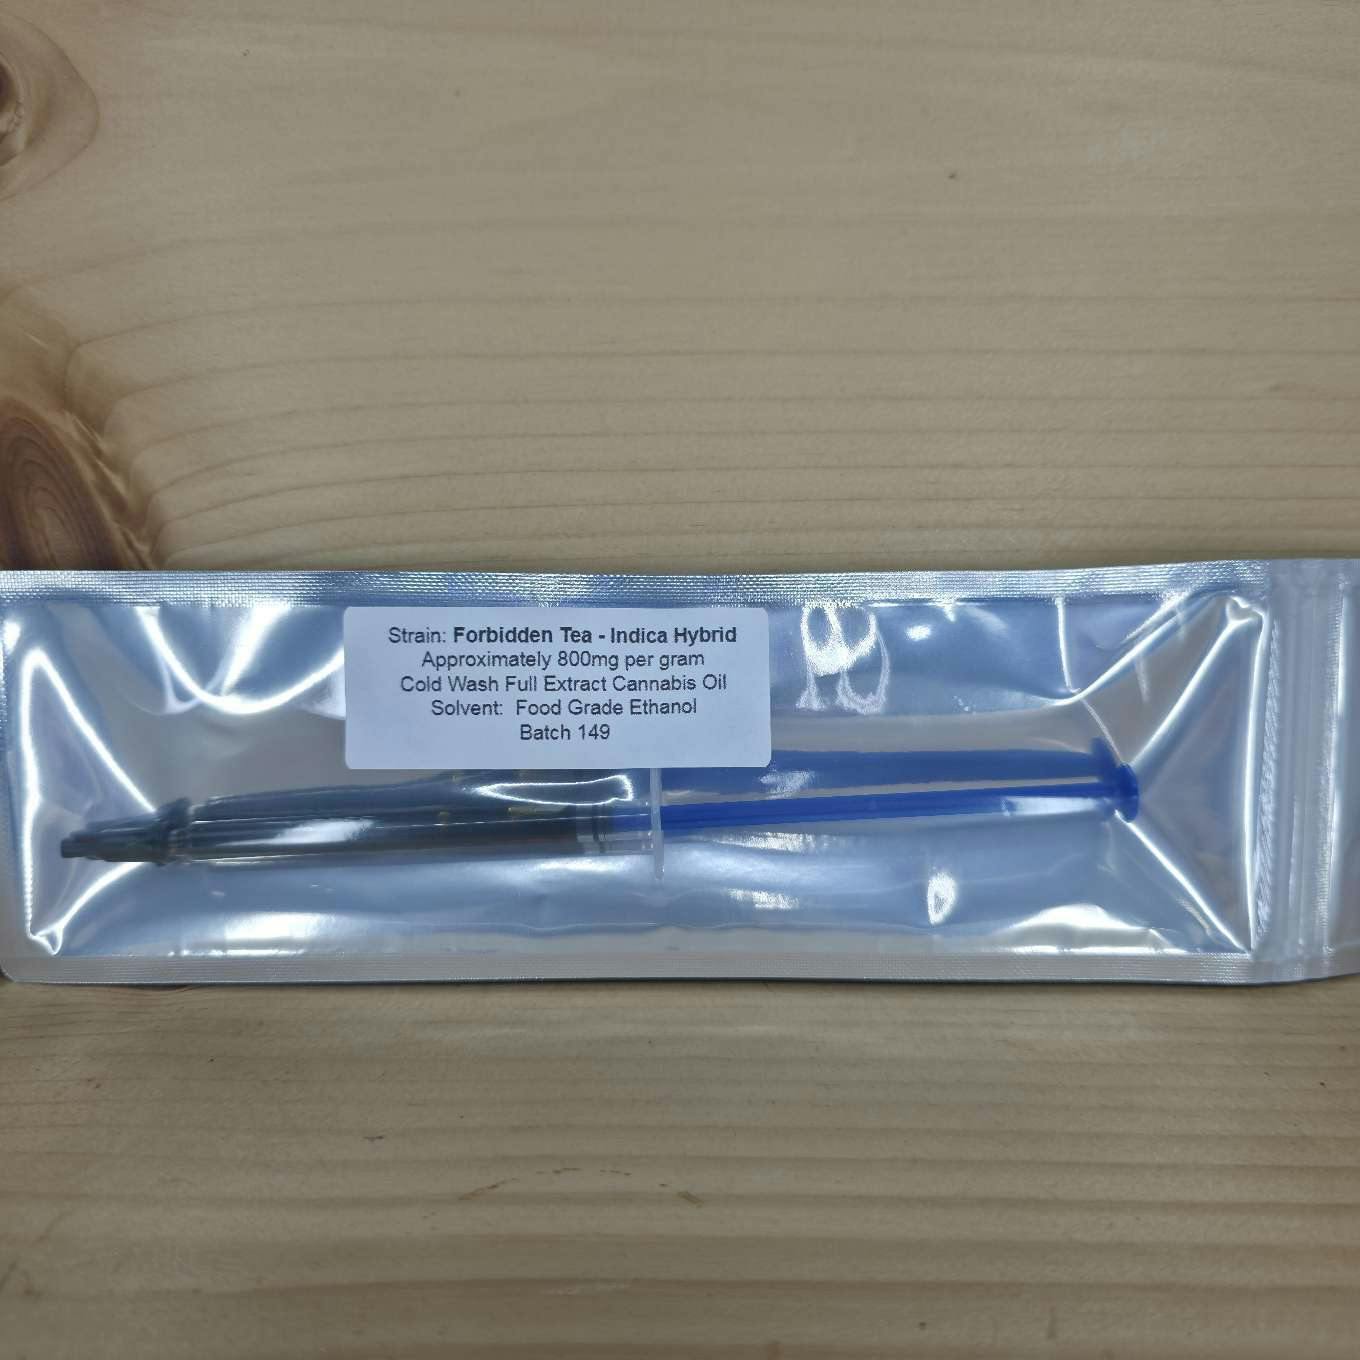 Strain: Forbidden Tea - Indica Hybrid
Approximately 800mg per gram
Cold Wash Full Extract Cannabis Oil
Solvent:  Food Grade Ethanol
Batch 149